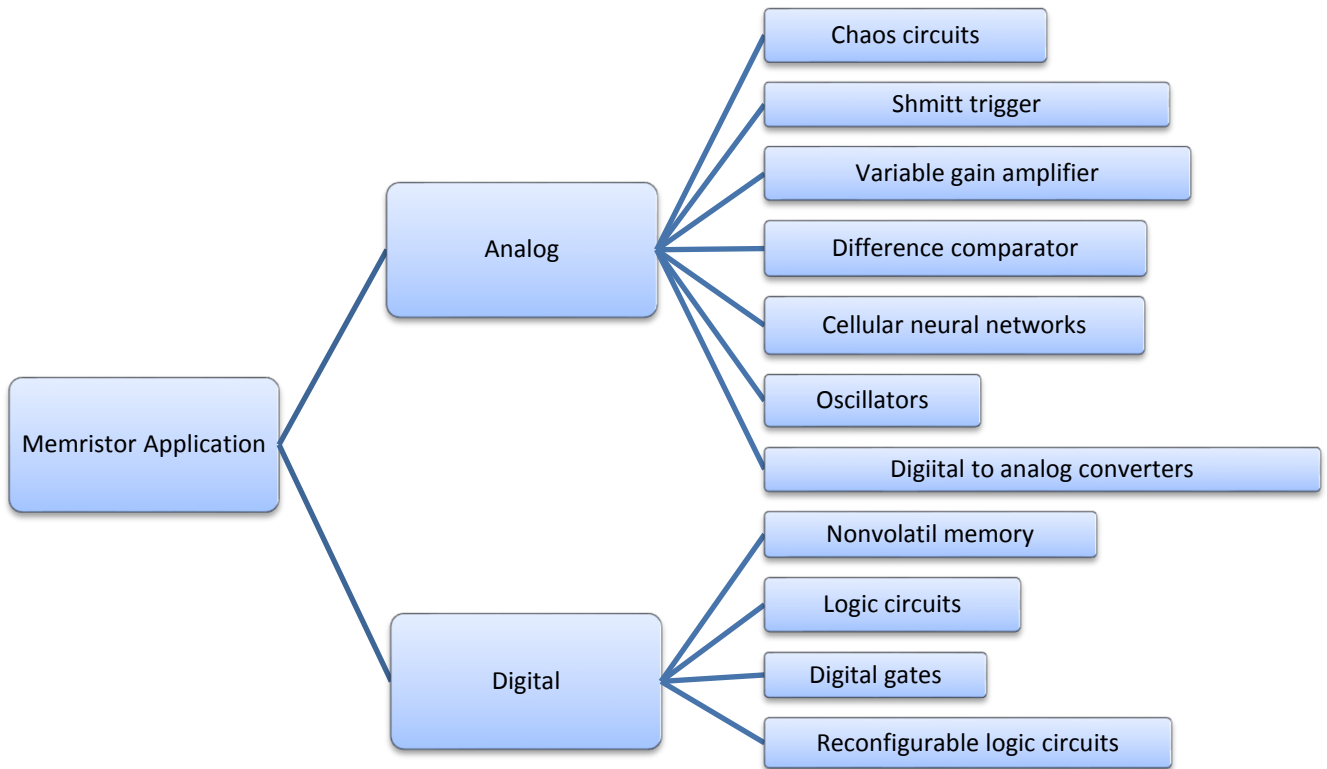 Memristor Application
Analog
Chaos circuits
Shmitt trigger
Variable gain amplifier
Difference comparator
Cellular neural networks
Oscillators
Digiital to analog converters
Digital
Nonvolatil memory
Logic circuits
Digital gates
Reconfigurable logic circuits